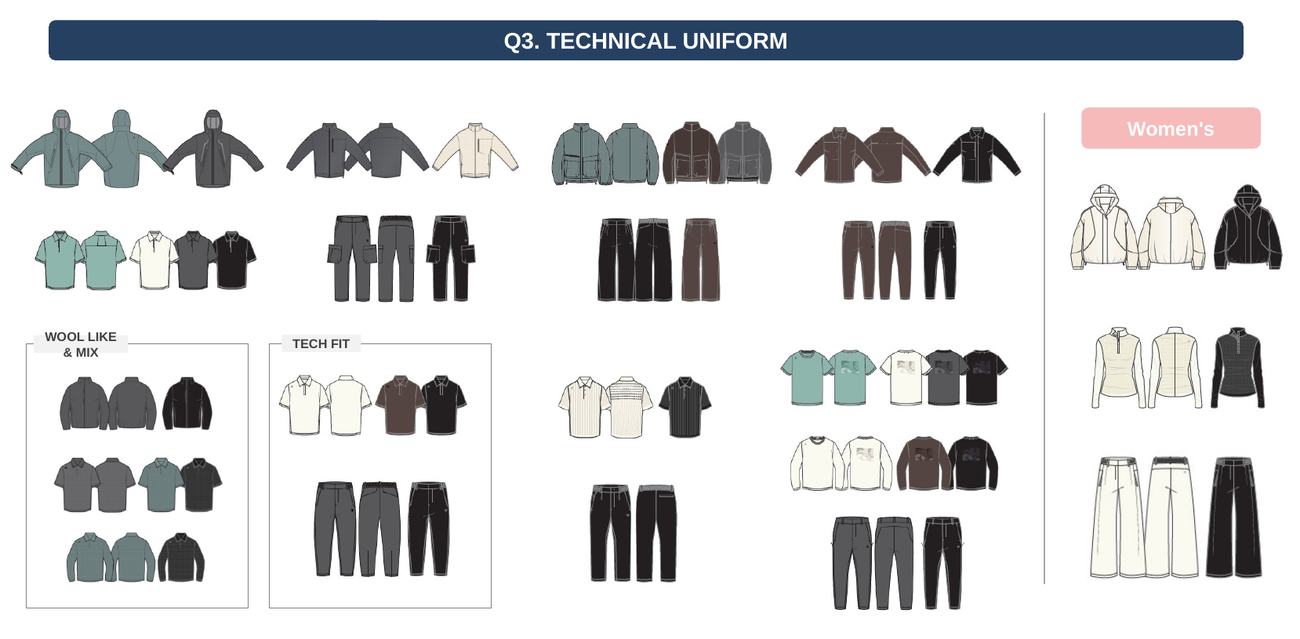 Q3. TECHNICAL UNIFORM
Women's
WOOL LIKE
& MIX
TECH FIT